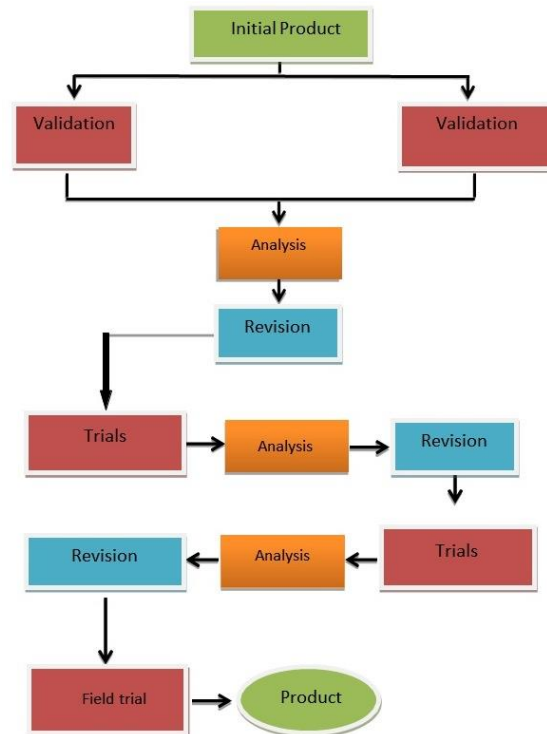 Initial Product
Validation
Validation
Analysis
Revision
Trials
Analysis
Revision
Revision
Analysis
Trials
Field trial
Product